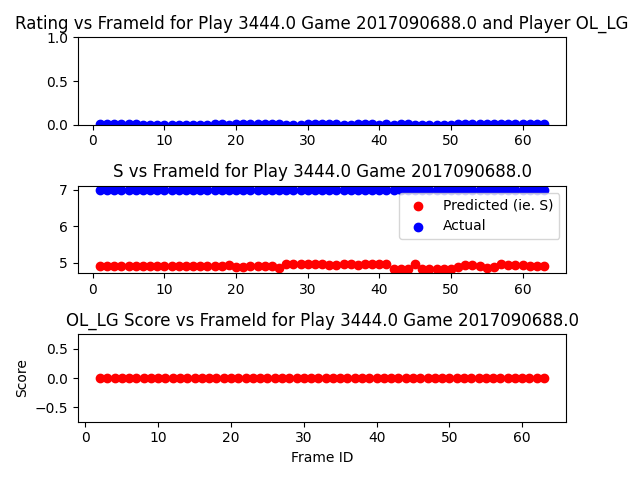 Rating vs FrameId for Play 3444.0 Game 2017090688.0 and Player OL_LG
1.0
0.5
0.0
0 10 20 30 40 50 60
S vs FrameId for Play 3444.0 Game 2017090688.0
7
6
5
Predicted (ie. S)
Actual
0 10 20 30 40 50 60
OL_LG Score vs FrameId for Play 3444.0 Game 2017090688.0
Score
0.5
0.0
−0.5
0 10 20 30 40 50 60
Frame ID